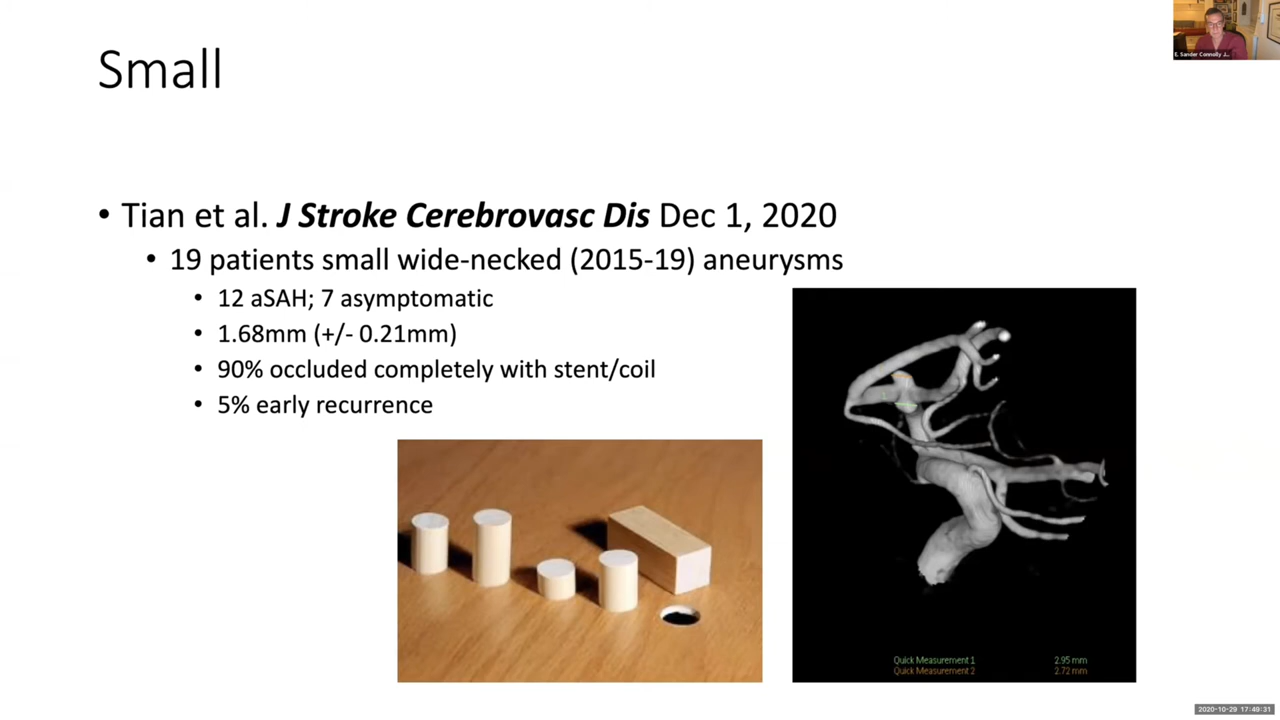 E. Sander Connolly J...
Small
• Tian et al. J Stroke Cerebrovasc Dis Dec 1, 2020
• 19 patients small wide-necked (2015-19) aneurysms
• 12 aSAH; 7 asymptomatic
• 1.68mm (+/- 0.21mm)
• 90% occluded completely with stent/coil
• 5% early recurrence
Quick Measurement 1 2.95 mm
Quick Measurement 2 2.72 mm
2020-10-29 17:49:31